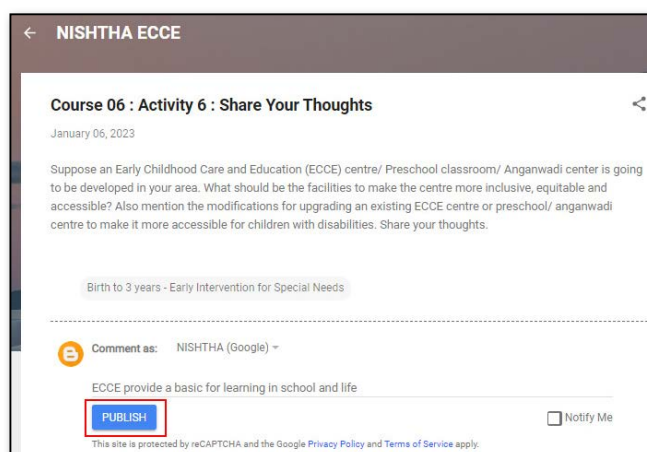 NISHTHA ECCE
Course 06 : Activity 6 : Share Your Thoughts
January 06, 2023
Suppose an Early Childhood Care and Education (ECCE) centre/ Preschool classroom/ Anganwadi center is going
to be developed in your area. What should be the facilities to make the centre more inclusive, equitable and
accessible? Also mention the modifications for upgrading an existing ECCE centre or preschool/ anganwadi
centre to make it more accessible for children with disabilities. Share your thoughts.
Birth to 3 years - Early Intervention for Special Needs
Comment as: NISHTHA (Google)
ECCE provide a basic for learning in school and life
PUBLISH Notify Me
This site is protected by reCAPTCHA and the Google Privacy Policy and Terms of Service apply.